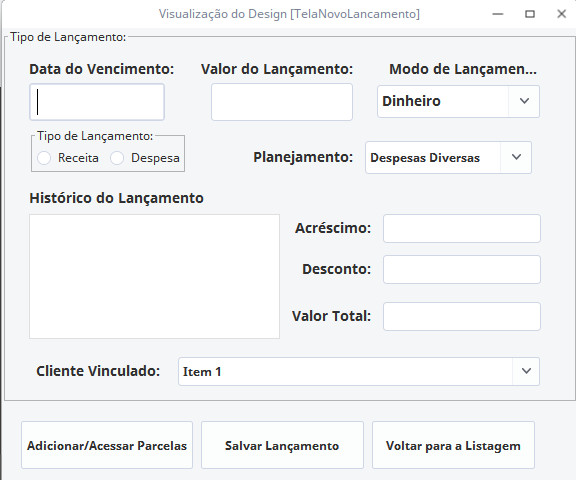 Visualização do Design [TelaNovoLancamento]
Tipo de Lançamento:
Data do Vencimento: Valor do Lançamento: Modo de Lançamen...
Dinheiro
Tipo de Lançamento:
Receita Despesa
Planejamento: Despesas Diversas
Histórico do Lançamento
Acréscimo:
Desconto:
Valor Total:
Cliente Vinculado: Item 1
Adicionar/Acessar Parcelas Salvar Lançamento Voltar para a Listagem